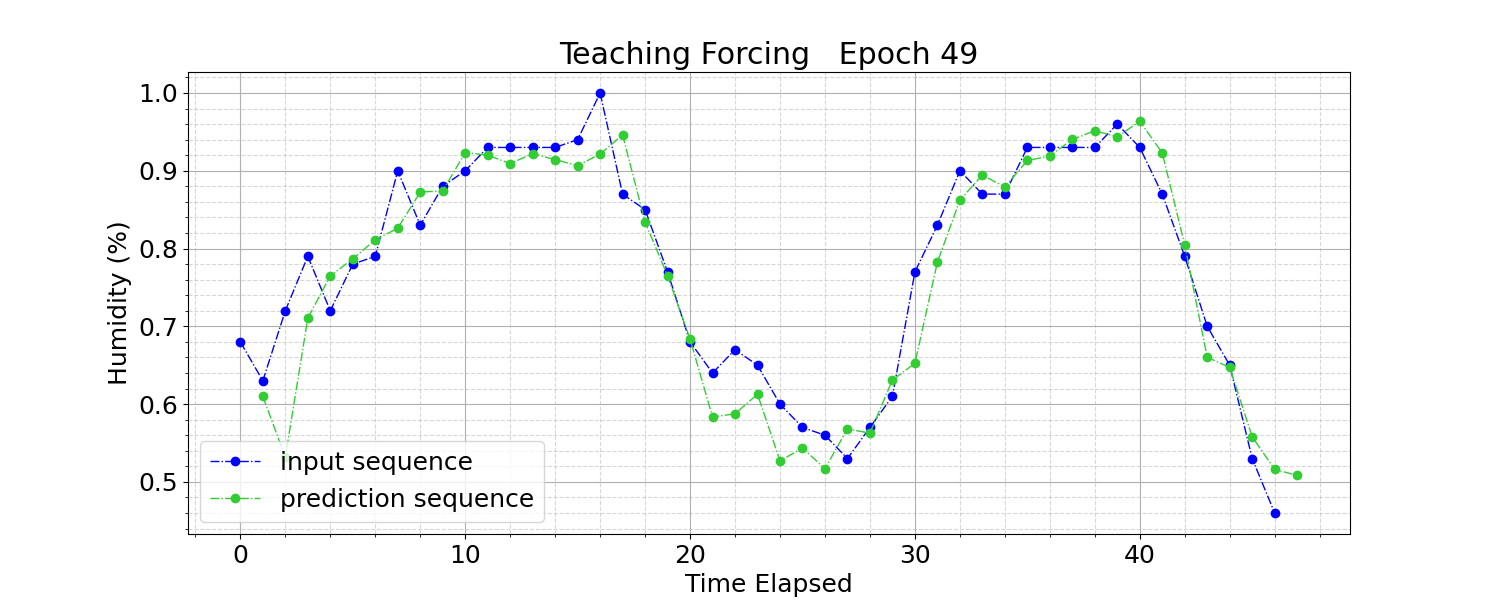 Teaching Forcing   Epoch 49
Humidity (%)
1.0
0.9
0.8
0.7
0.6
0.5
input sequence
prediction sequence
0 10 20 30 40
Time Elapsed